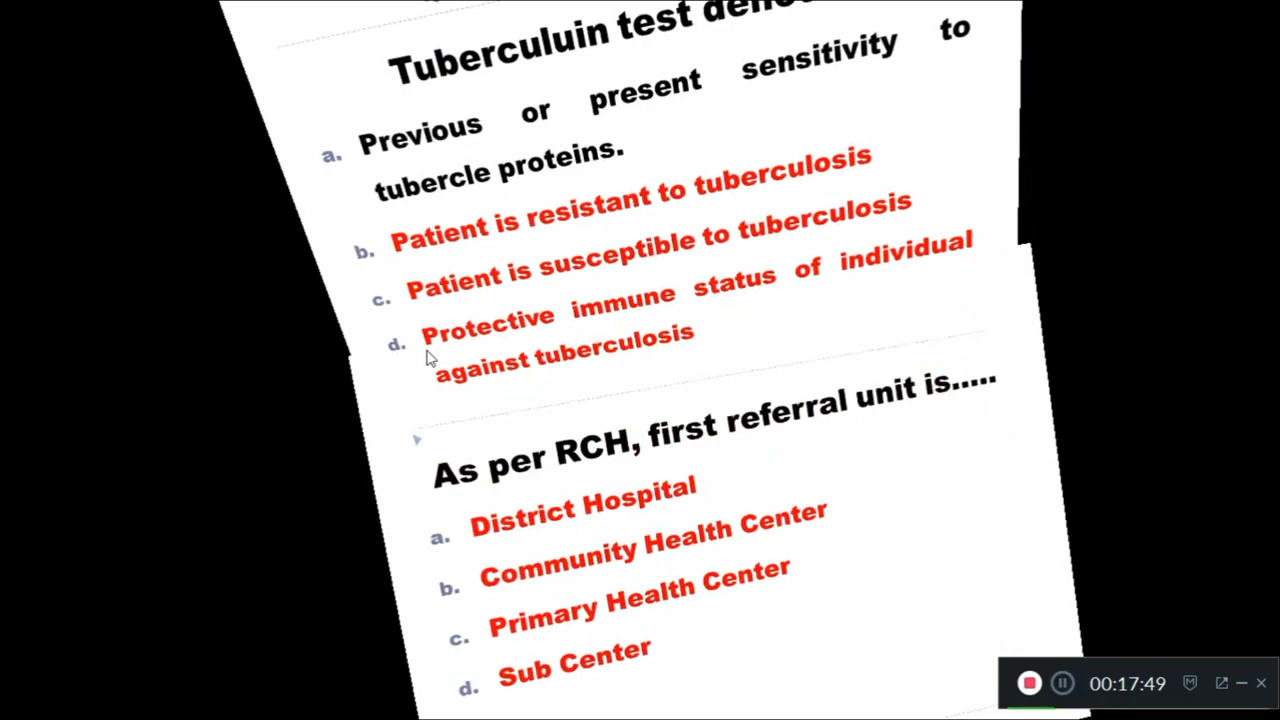 Tuberculuin test
a. Previous or present sensitivity to
tubercle proteins.
b. Patient is resistant to tuberculosis
c. Patient is susceptible to tuberculosis
d. Protective immune status of individual
against tuberculosis
As per RCH, first referral unit is.....
a. District Hospital
b. Community Health Center
c. Primary Health Center
d. Sub Center
00:17:49